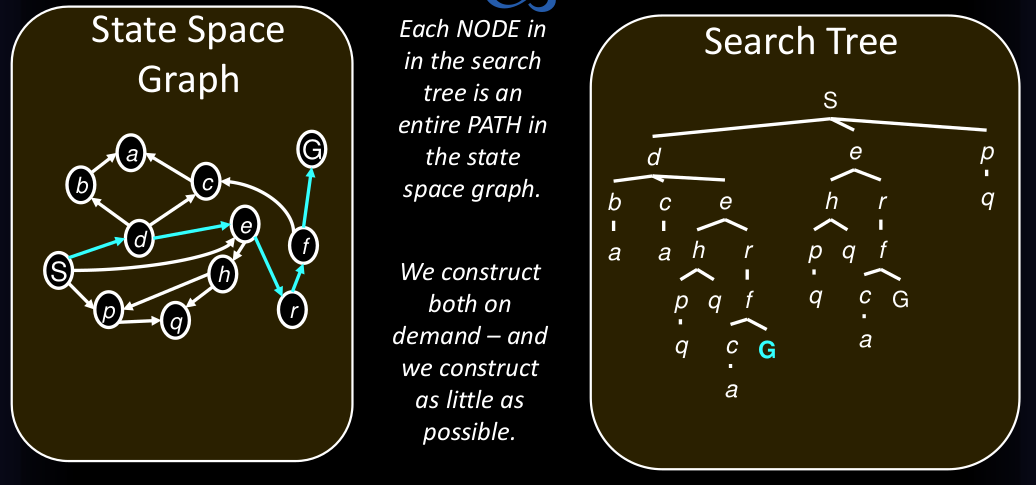 State Space
Graph
a
G
b
c
d
e
f
S
h
p
q
r
Each NODE in
in the search
tree is an
entire PATH in
the state
space graph.
We construct
both on
demand – and
we construct
as little as
possible.
Search Tree
S
d e p
b c e h r q
a a h r p q f
p q f q c G
q c G a
a